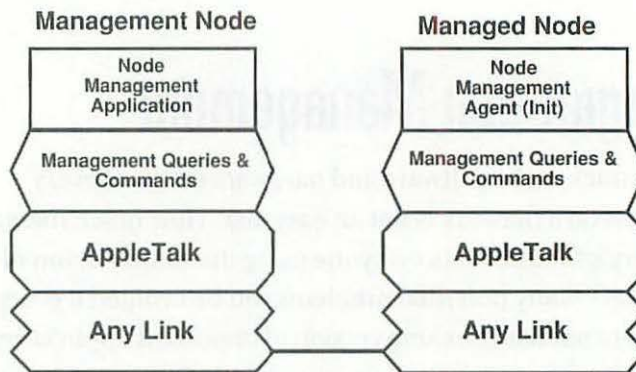 Management Node
Node
Management
Application
Management Queries &
Commands
AppleTalk
Any Link
Managed Node
Node
Management
Agent (Init)
Management Queries &
Commands
AppleTalk
Any Link